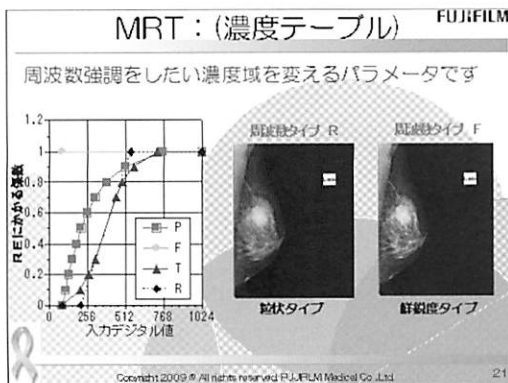 MRT：(濃度テーブル)
FUJIFILM
周波数強調をしたい濃度域を変えるパラメータです
REにかかる係数
1.2
1
0.8
0.6
0.4
0.2
0
0 256 512 768 1024
入力デジタル値
P
F
T
R
周波数タイプ R
周波数タイプ F
粒状タイプ
鮮鋭度タイプ
Copyright 2009 © All rights reserved FUJIFILM Medical Co.,Ltd.
21